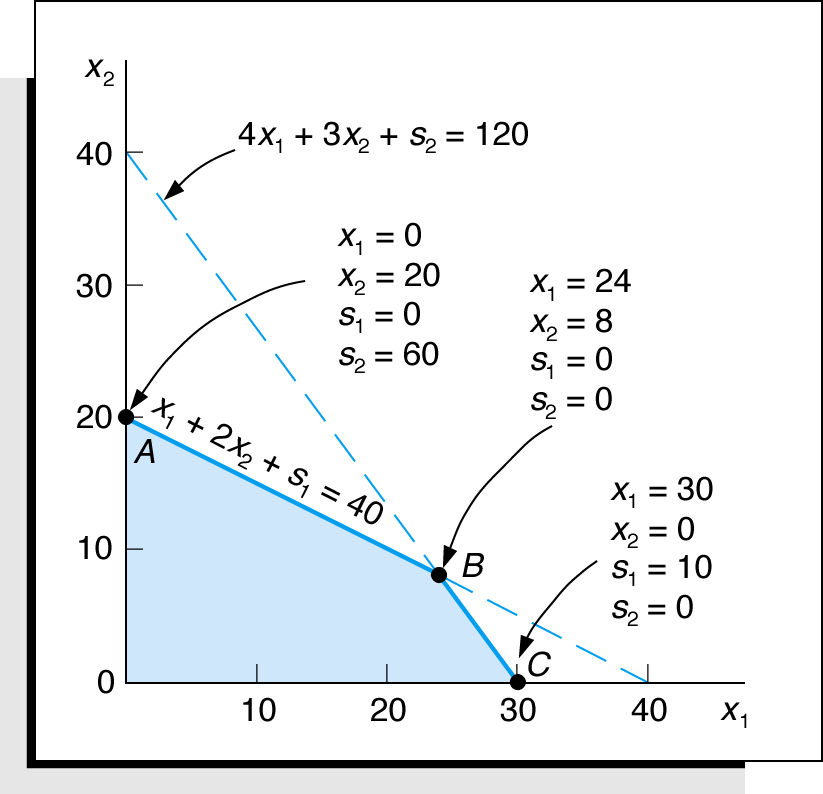 x₂
4x₁ + 3x₂ + s₂ = 120
40
x₁ = 0
x₂ = 20
s₁ = 0
s₂ = 60
30
x₁ = 24
x₂ = 8
s₁ = 0
s₂ = 0
20
x₁ + 2x₂ + s₁ = 40
A
x₁ = 30
x₂ = 0
s₁ = 10
s₂ = 0
10
B
C
0
10 20 30 40 x₁